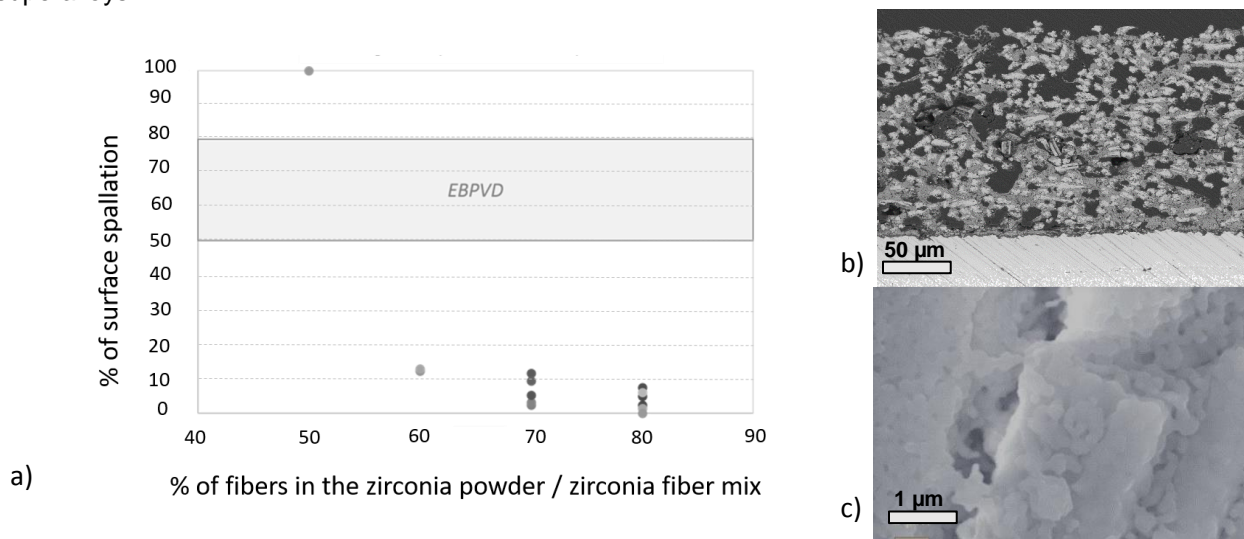 100
90
80
70
60
50
40
30
20
10
0
% of surface spallation
EBPVD
40 50 60 70 80 90
% of fibers in the zirconia powder / zirconia fiber mix
a)
50 µm
b)
1 µm
c)